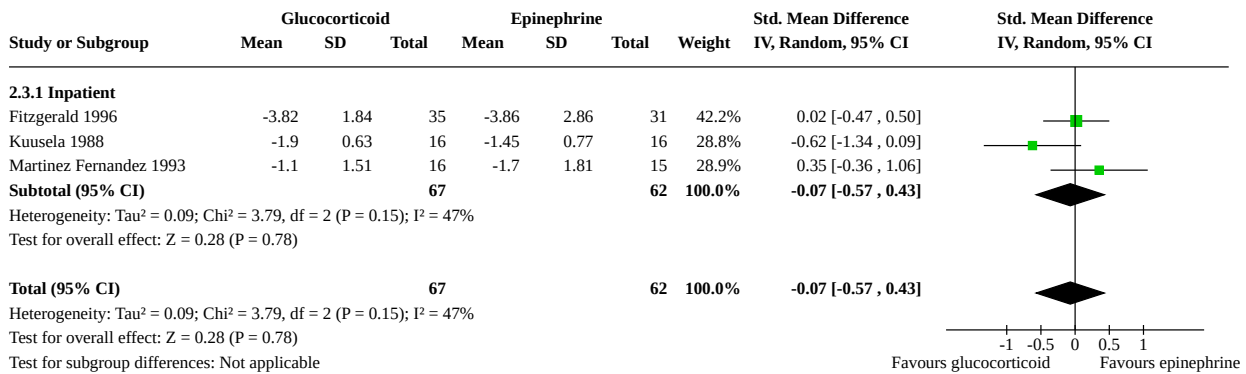 Glucocorticoid Epinephrine Std. Mean Difference Std. Mean Difference
Study or Subgroup Mean SD Total Mean SD Total Weight IV, Random, 95% CI IV, Random, 95% CI
2.3.1 Inpatient
Fitzgerald 1996 -3.82 1.84 35 -3.86 2.86 31 42.2% 0.02 [-0.47 , 0.50]
Kuusela 1988 -1.9 0.63 16 -1.45 0.77 16 28.8% -0.62 [-1.34 , 0.09]
Martinez Fernandez 1993 -1.1 1.51 16 -1.7 1.81 15 28.9% 0.35 [-0.36 , 1.06]
Subtotal (95% CI) 67 62 100.0% -0.07 [-0.57 , 0.43]
Heterogeneity: Tau² = 0.09; Chi² = 3.79, df = 2 (P = 0.15); I² = 47%
Test for overall effect: Z = 0.28 (P = 0.78)
Total (95% CI) 67 62 100.0% -0.07 [-0.57 , 0.43]
Heterogeneity: Tau² = 0.09; Chi² = 3.79, df = 2 (P = 0.15); I² = 47%
Test for overall effect: Z = 0.28 (P = 0.78)
-1 -0.5 0 0.5 1
Test for subgroup differences: Not applicable
Favours glucocorticoid Favours epinephrine